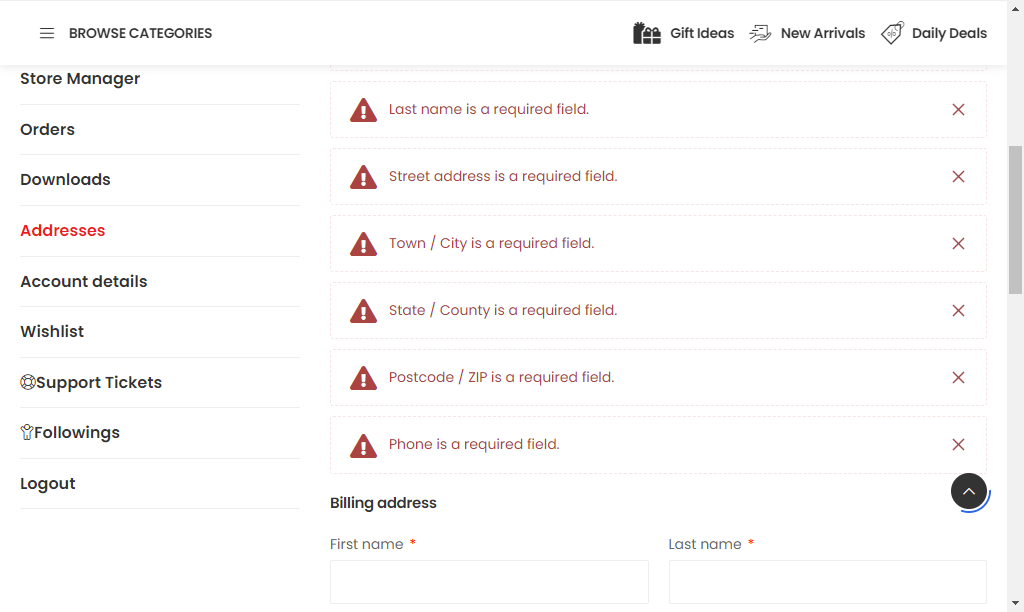 BROWSE CATEGORIES
Gift Ideas
New Arrivals
Daily Deals
Store Manager
Orders
Downloads
Addresses
Account details
Wishlist
Support Tickets
Followings
Logout
Last name is a required field.
Street address is a required field.
Town / City is a required field.
State / County is a required field.
Postcode / ZIP is a required field.
Phone is a required field.
Billing address
First name *
Last name *